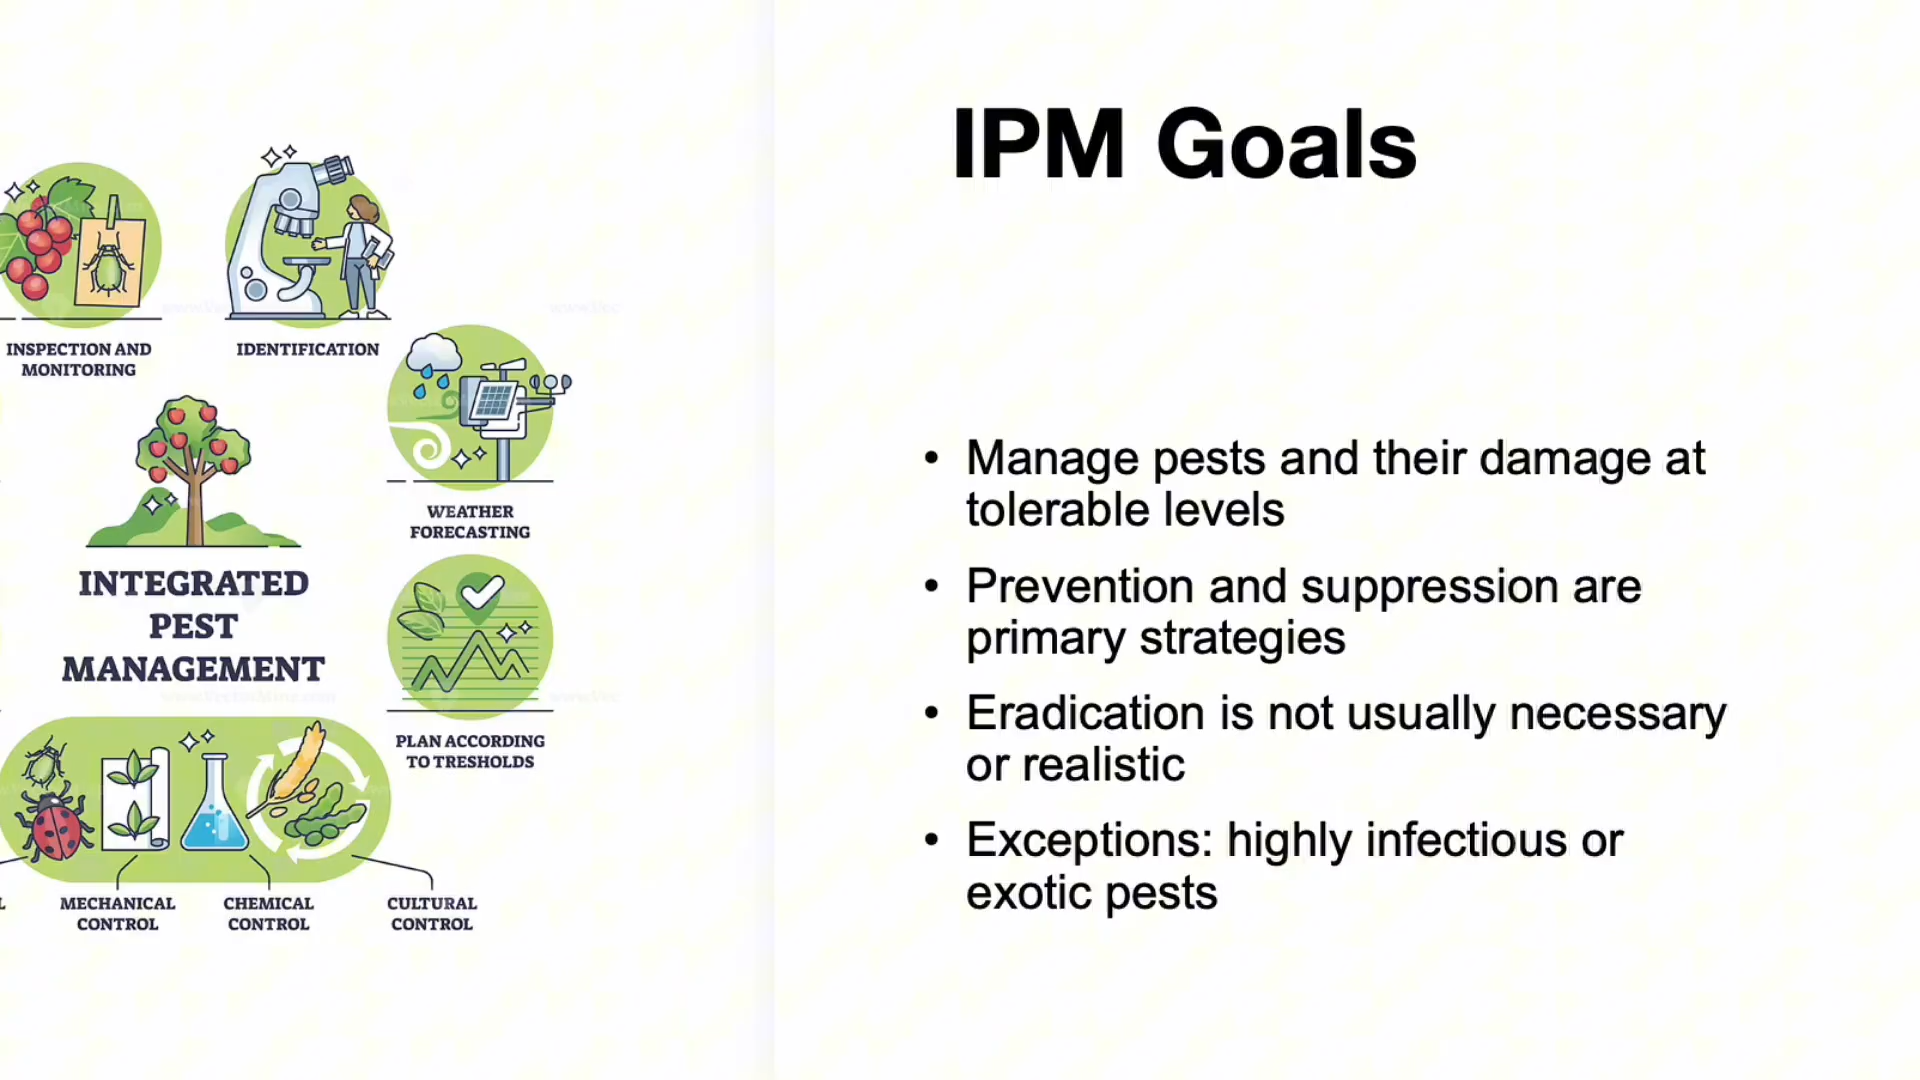 IPM Goals
INSPECTION AND
MONITORING
IDENTIFICATION
WEATHER
FORECASTING
INTEGRATED
PEST
MANAGEMENT
PLAN ACCORDING
TO TRESHOLDS
MECHANICAL
CONTROL
CHEMICAL
CONTROL
CULTURAL
CONTROL
• Manage pests and their damage at
tolerable levels
• Prevention and suppression are
primary strategies
• Eradication is not usually necessary
or realistic
• Exceptions: highly infectious or
exotic pests